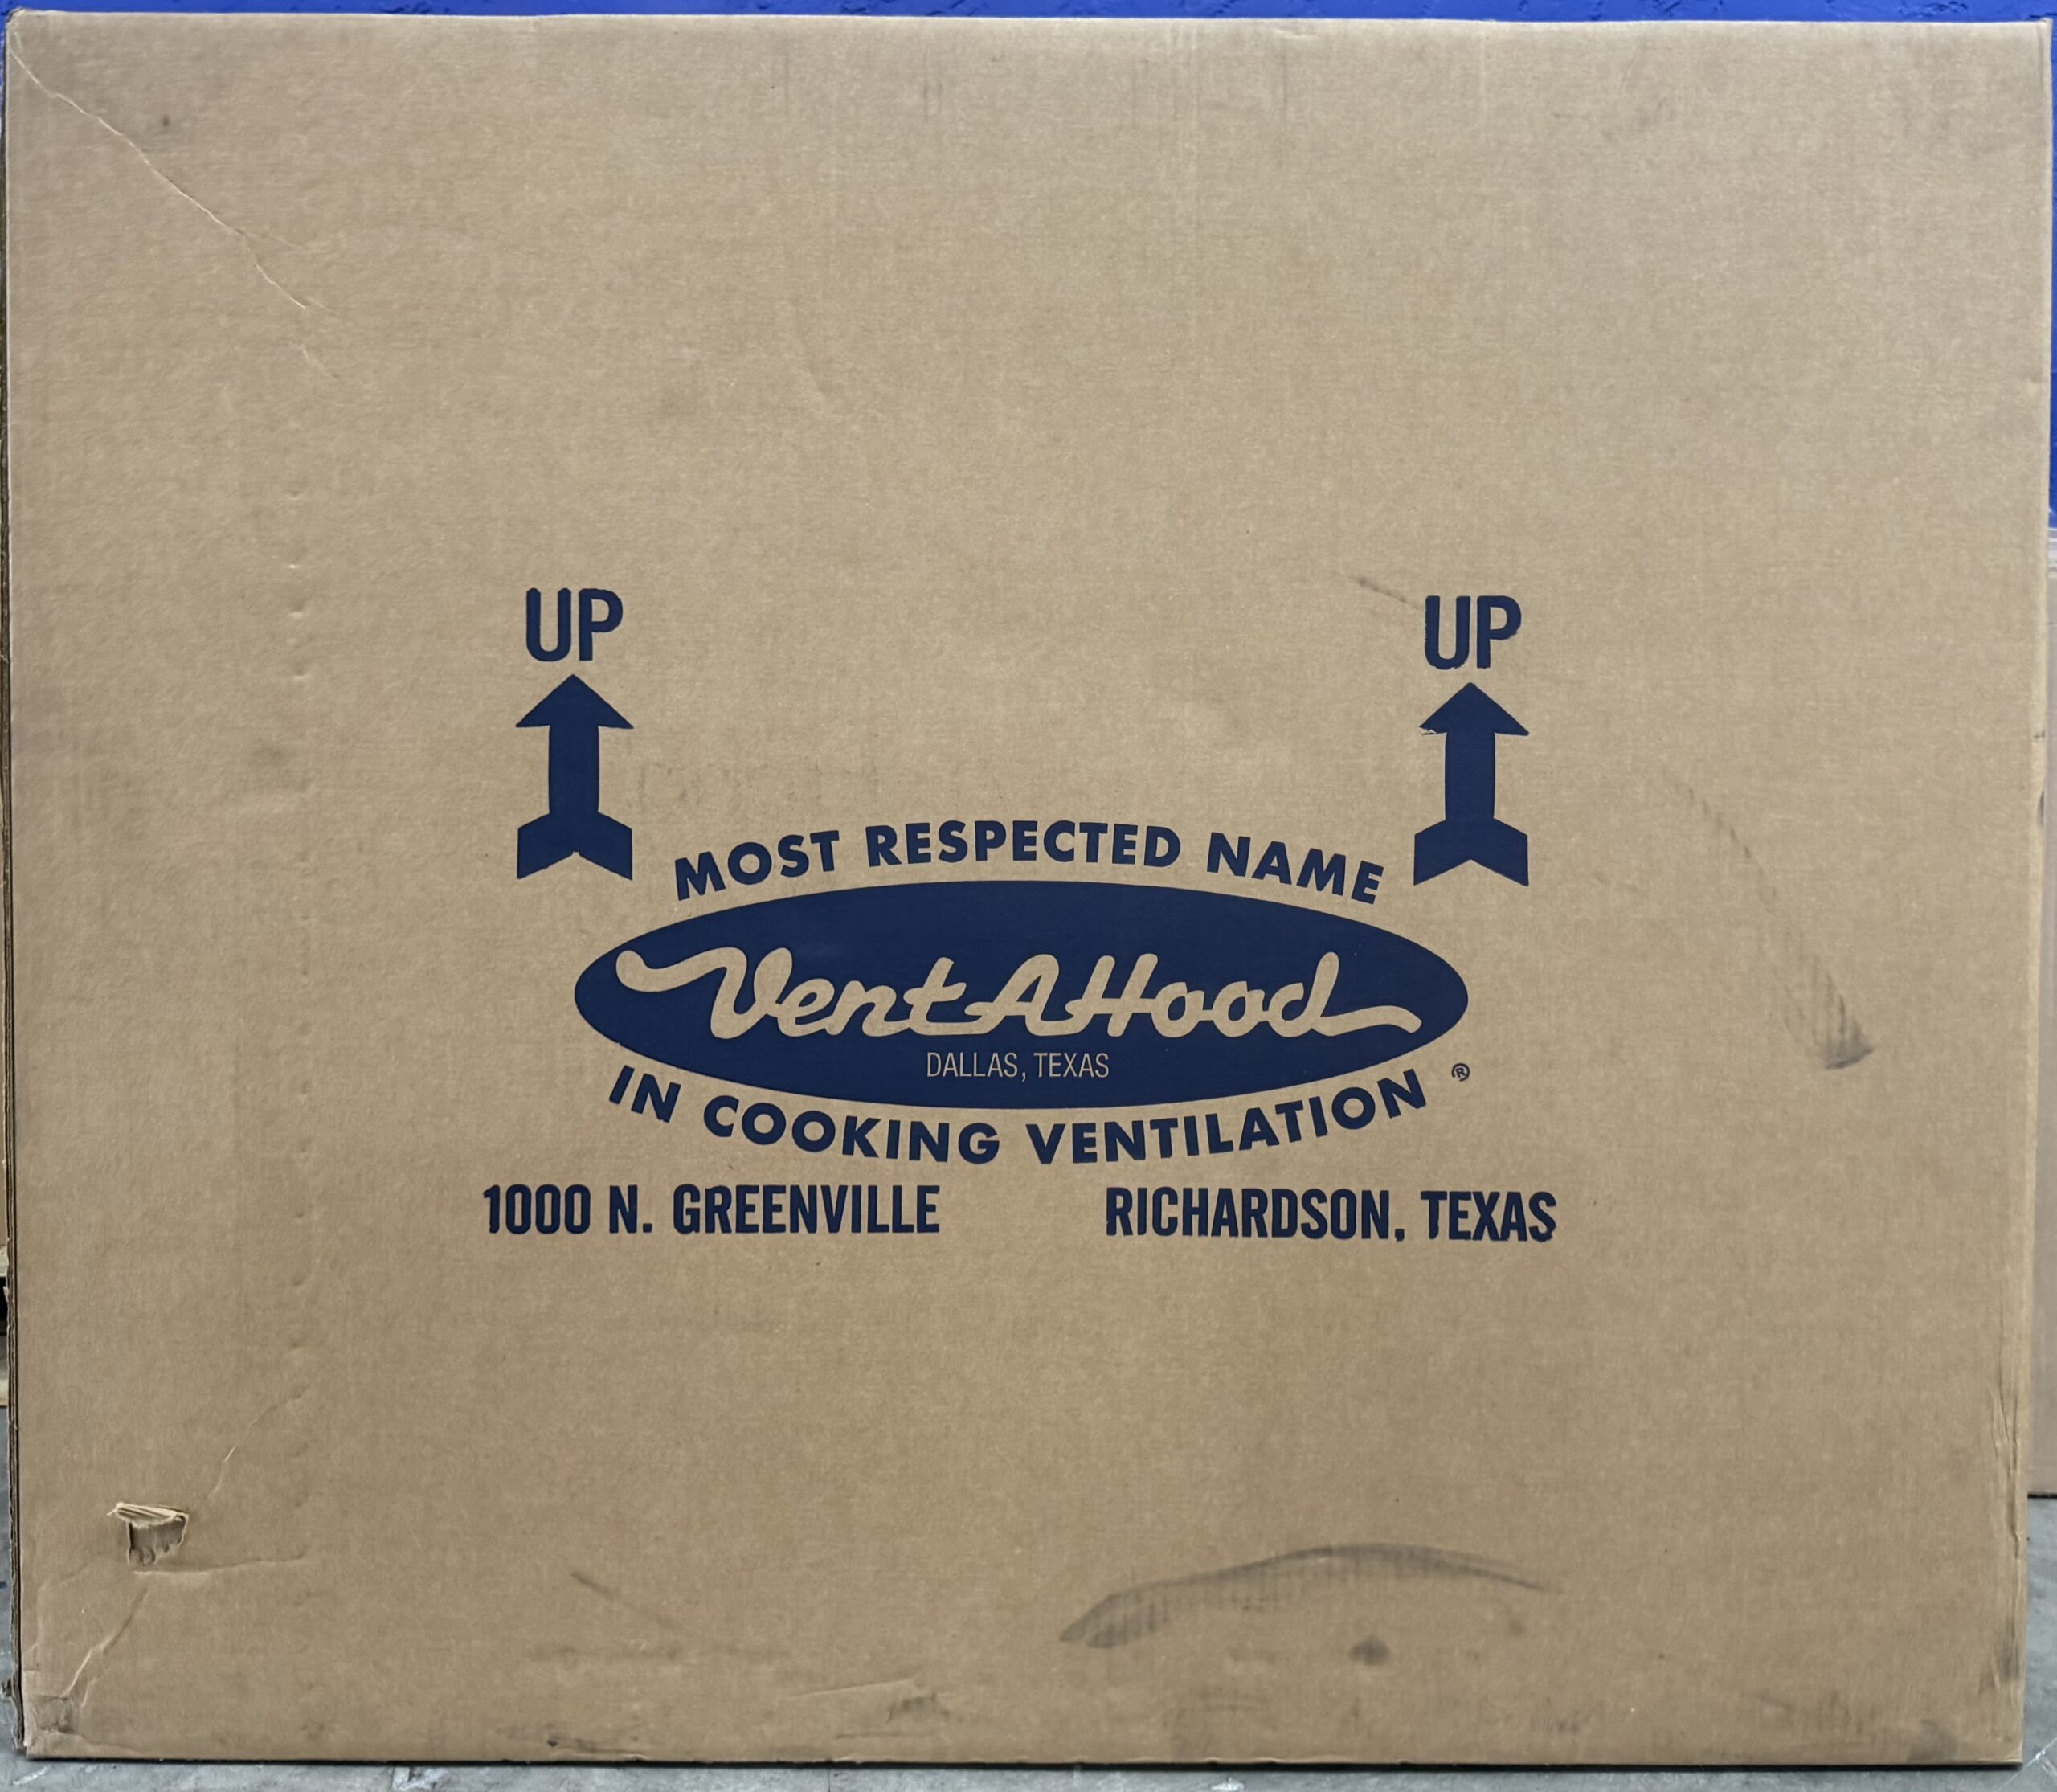 UP UP
MOST RESPECTED NAME
VentAHood
DALLAS, TEXAS
IN COOKING VENTILATION ®
1000 N. GREENVILLE RICHARDSON, TEXAS